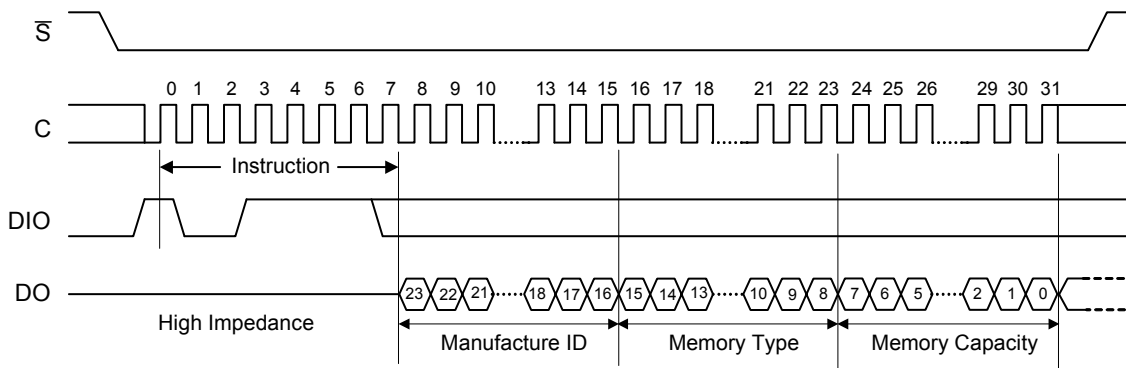 S
0 1 2 3 4 5 6 7 8 9 10 13 14 15 16 17 18 21 22 23 24 25 26 29 30 31
C
Instruction
DIO
DO 23 22 21 18 17 16 15 14 13 10 9 8 7 6 5 2 1 0
High Impedance
Manufacture ID Memory Type Memory Capacity